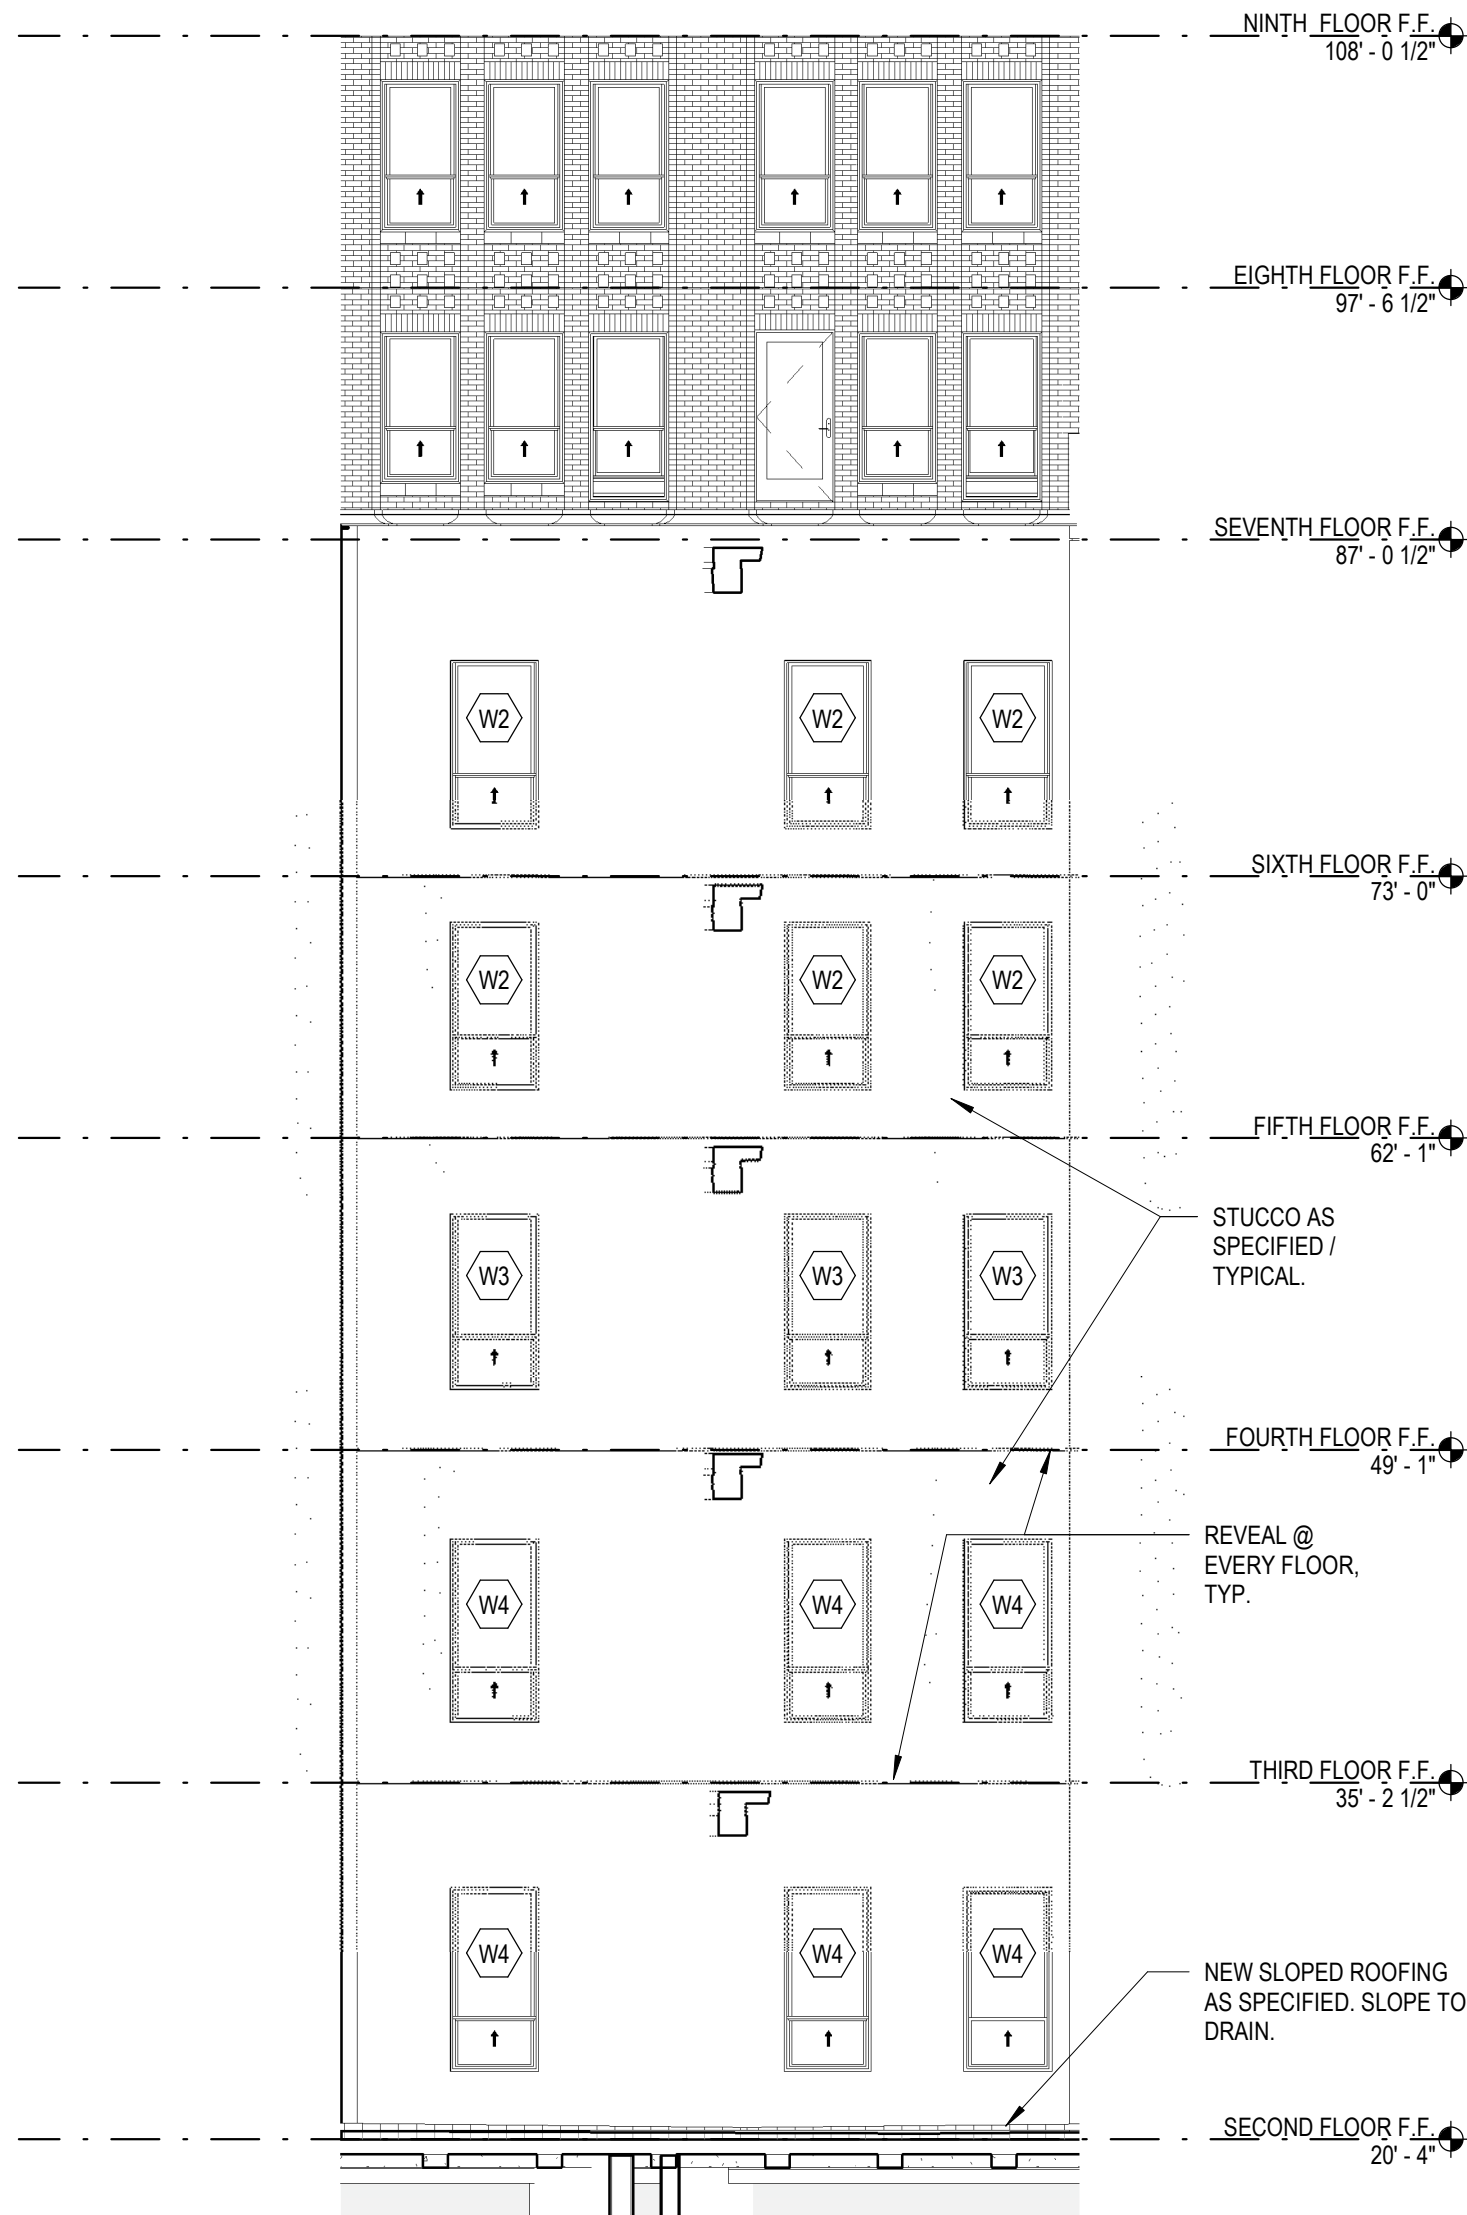 NINTH FLOOR F.F.
108' - 0 1/2"
EIGHTH FLOOR F.F.
97' - 6 1/2"
SEVENTH FLOOR F.F.
87' - 0 1/2"
W2 W2 W2
SIXTH FLOOR F.F.
73' - 0"
W2 W2 W2
FIFTH FLOOR F.F.
62' - 1"
STUCCO AS
SPECIFIED /
TYPICAL.
W3 W3 W3
FOURTH FLOOR F.F.
49' - 1"
REVEAL @
EVERY FLOOR,
TYP.
W4 W4 W4
THIRD FLOOR F.F.
35' - 2 1/2"
W4 W4 W4
NEW SLOPED ROOFING
AS SPECIFIED. SLOPE TO
DRAIN.
SECOND FLOOR F.F.
20' - 4"